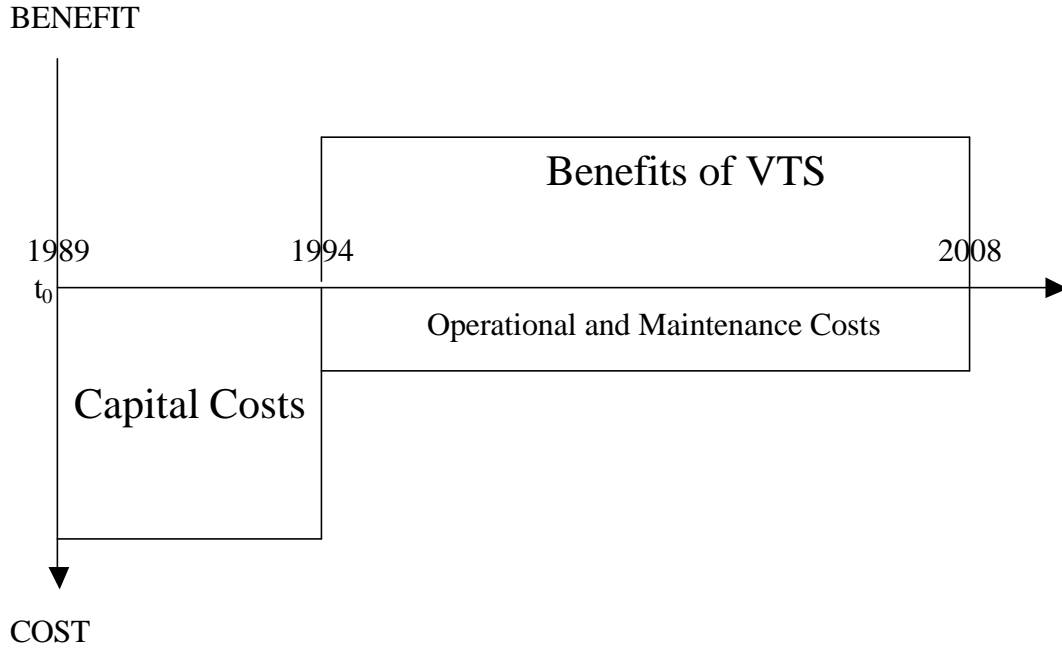 BENEFIT
Benefits of VTS
1989
1994
2008
t₀
Operational and Maintenance Costs
Capital Costs
COST